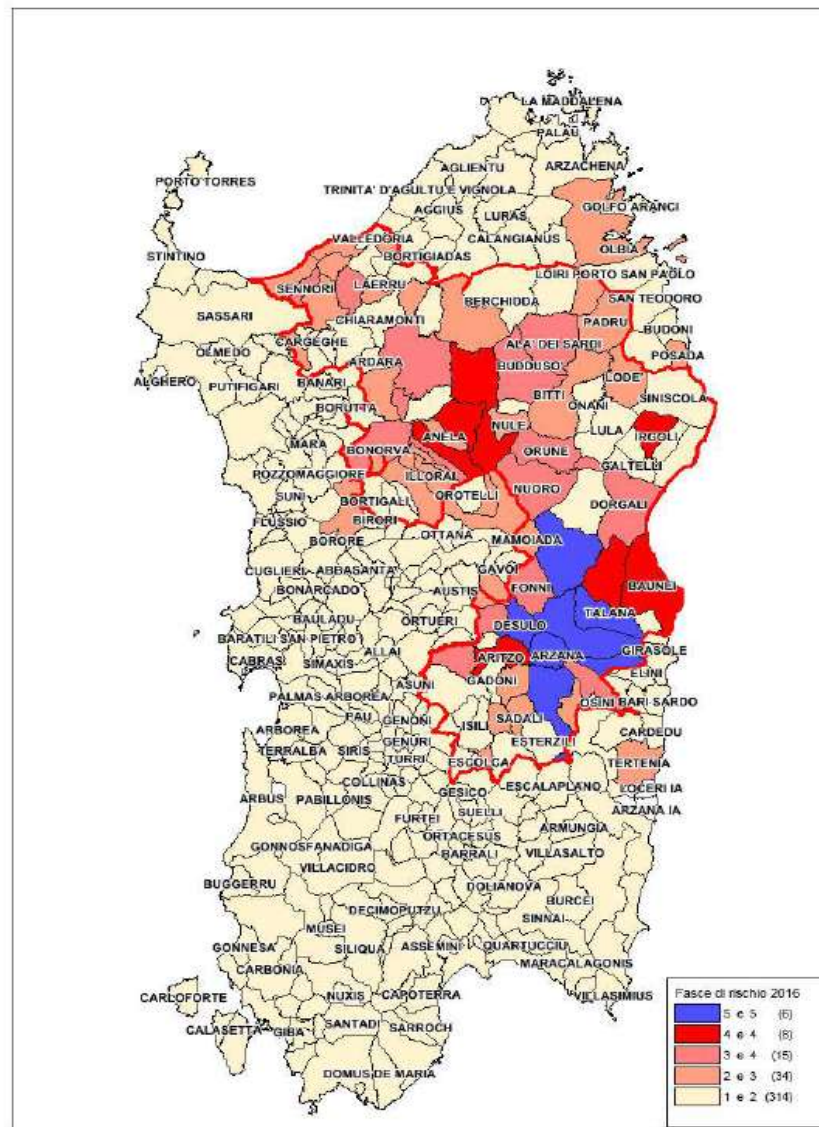 LA MADDALENA
PALAU
AGLIENTU
ARZACHENA
PORTO TORRES
TRINITA' D'AGULTU E VIGNOLA
AGGIUS
LURAS
GOLFO ARANCI
VALLEDORIA
CALANGIANUS
OLBIA
STINTINO
BORTIGIADAS
LOIRI PORTO SAN PAOLO
SENNORI
LAERRU
BERCHIDDA
SAN TEODORO
SASSARI
CHIARAMONTI
PADRU
BUDONI
OLMEDO
CARGEGHE
ALA' DEI SARDI
ARDARA
BUDDUSO'
POSADA
ALGHERO
PUTIFIGARI
BANARI
LODE'
BITTI
SINISCOLA
BORUTTA
ONANI
NULE
LULA
IRGOLI
MARA
ANELA
BONORVA
ORUNE
GALTELLI
POZZOMAGGIORE
ILLORAI
SUNI
BORTIGALI
OROTELLI
NUORO
DORGALI
FLUSSIO
BIRORI
BORORE
OTTANA
MAMOIADA
CUGLIERI
ABBASANTA
GAVOI
BAUNEI
BONARCADO
AUSTIS
FONNI
TALANA
BAULADU
ORTUERI
DESULO
BARATILI SAN PIETRO
ALLAI
GIRASOLE
CABRAS
SIMAXIS
ARITZO
ARZANA
ELINI
GADONI
PALMAS ARBOREA
ASUNI
OSINI
BARI SARDO
PAU
GENONI
ISILI
SADALI
CARDEDU
ARBOREA
GENURI
ESTERZILI
TERRALBA
SIRIS
TURRI
ESCOLCA
TERTENIA
COLLINAS
GESICO
ESCALAPLANO
LOCERI IA
ARBUS
PABILLONIS
SUELLI
ARZANA IA
FURTEI
ARMUNGIA
ORTACESUS
GONNOSFANADIGA
BARRALI
VILLASALTO
VILLACIDRO
BUGGERRU
DOLIANOVA
BURCEI
DECIMOPUTZU
SINNAI
MUSEI
GONNESA
SILIQUA
ASSEMINI
QUARTUCCIU
CARBONIA
MARACALAGONIS
CARLOFORTE
NUXIS
CAPOTERRA
VILLASIMIUS
CALASETTA
GIBA
SANTADI
SARROCH
DOMUS DE MARIA
Fasce di rischio 2016
5 e 5 (6)
4 e 4 (8)
3 e 4 (15)
2 e 3 (34)
1 e 2 (314)